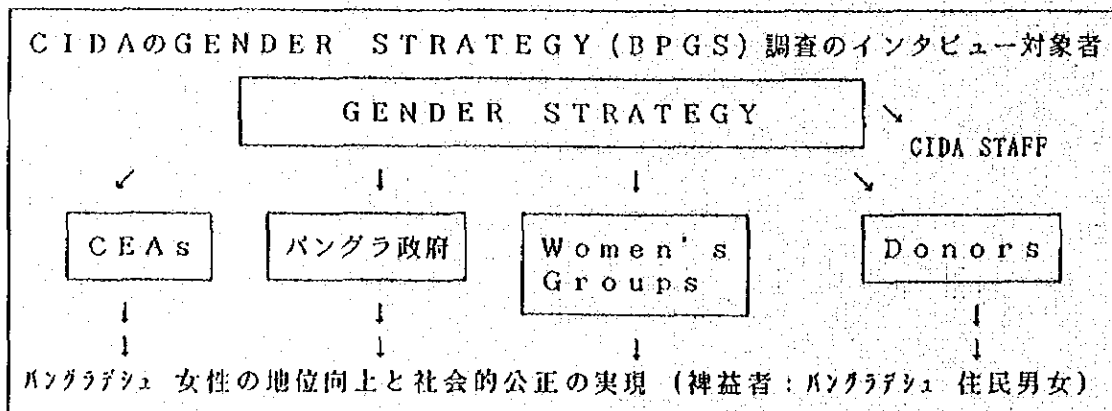 CIDAのGENDER STRATEGY(BPGS)調査のインタビュー対象者
GENDER STRATEGY
CIDA STAFF
CEAs
バングラ政府
Women's
Groups
Donors
バングラデシュ 女性の地位向上と社会的公正の実現 (裨益者:バングラデシュ 住民男女)